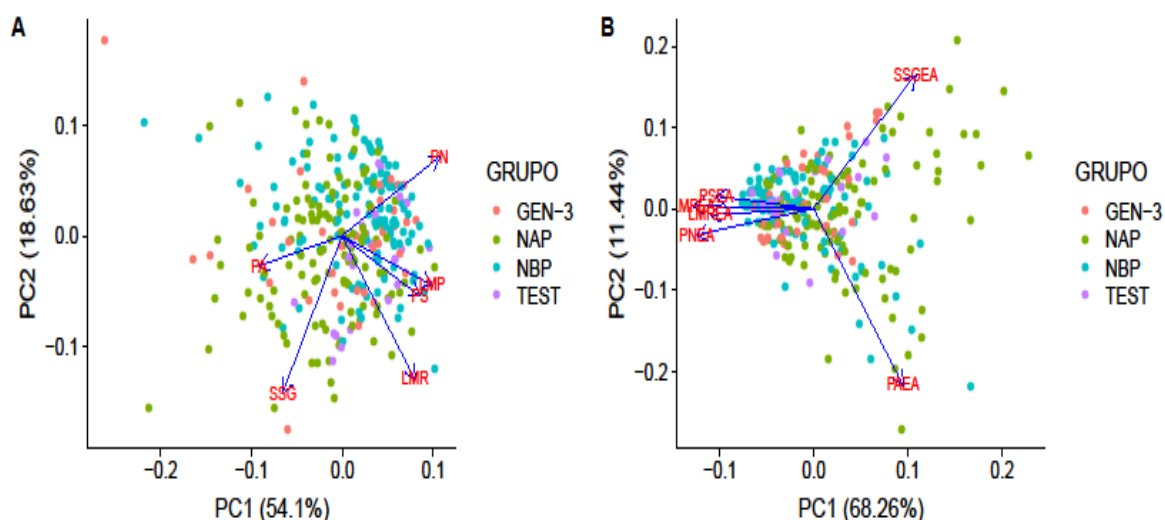 A
PC2 (18.63%)
0.1
0.0
−0.1
−0.2
−0.1
0.0
0.1
PC1 (54.1%)
PN
PA
LMP
PS
LMR
SSG
GRUPO
GEN−3
NAP
NBP
TEST
B
PC2 (11.44%)
0.2
0.1
0.0
−0.1
−0.2
−0.1
0.0
0.1
0.2
PC1 (68.26%)
SSGEA
PSEA
LMREA
PNEA
PAEA
GRUPO
GEN−3
NAP
NBP
TEST